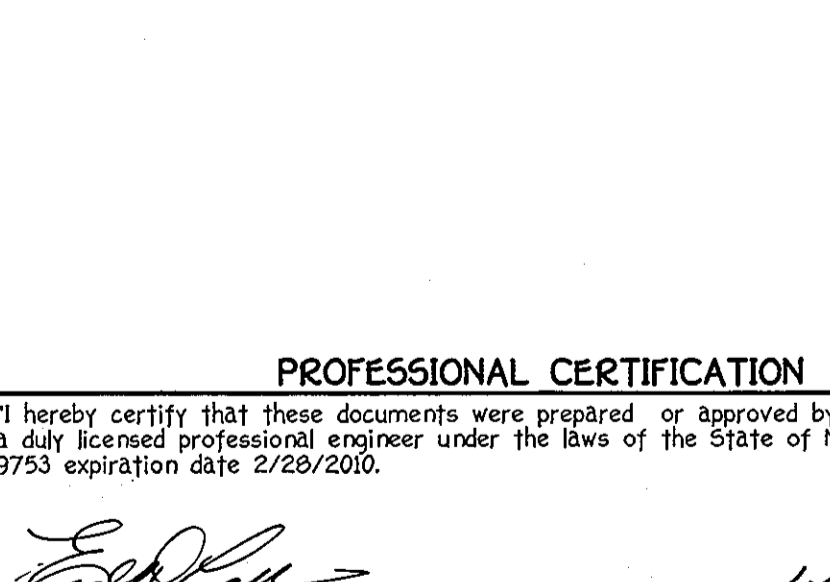 PROFESSIONAL CERTIFICATION
"I hereby certify that these documents were prepared or approved by
a duly licensed professional engineer under the laws of the State of
9753 expiration date 2/28/2010.